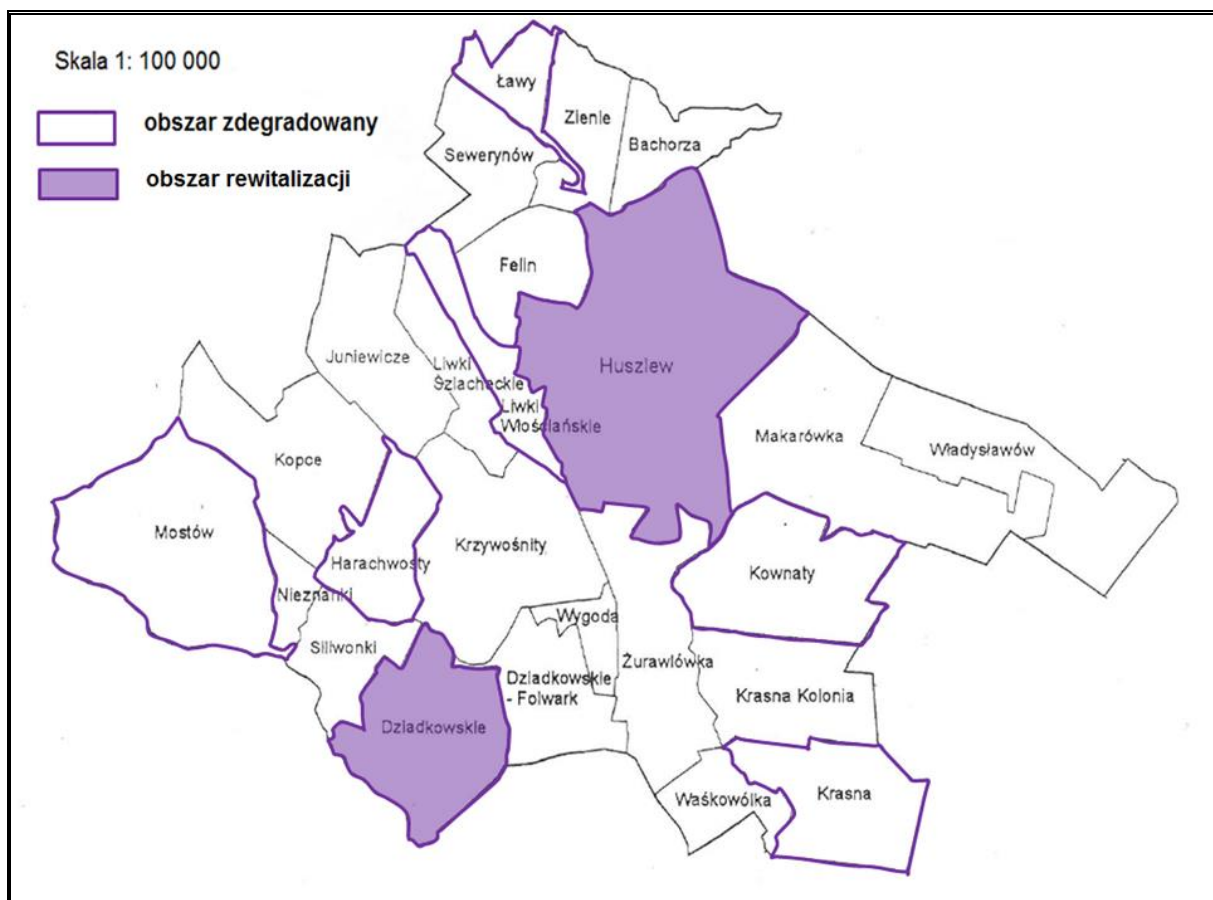 Skala 1: 100 000
obszar zdegradowany
obszar rewitalizacji
Ławy
Zienie
Bachorza
Sewerynów
Felin
Juniewicze
Liwki
Szlacheckie
Liwki
Włościańskie
Huszlew
Makarówka
Władysławów
Kopce
Mostów
Harachwosty
Krzywośnity
Kownaty
Nieznanki
Siliwonki
Wygoda
Żurawlówka
Dziadkowskie
- Folwark
Krasna Kolonia
Dziadkowskie
Waśkowólka
Krasna